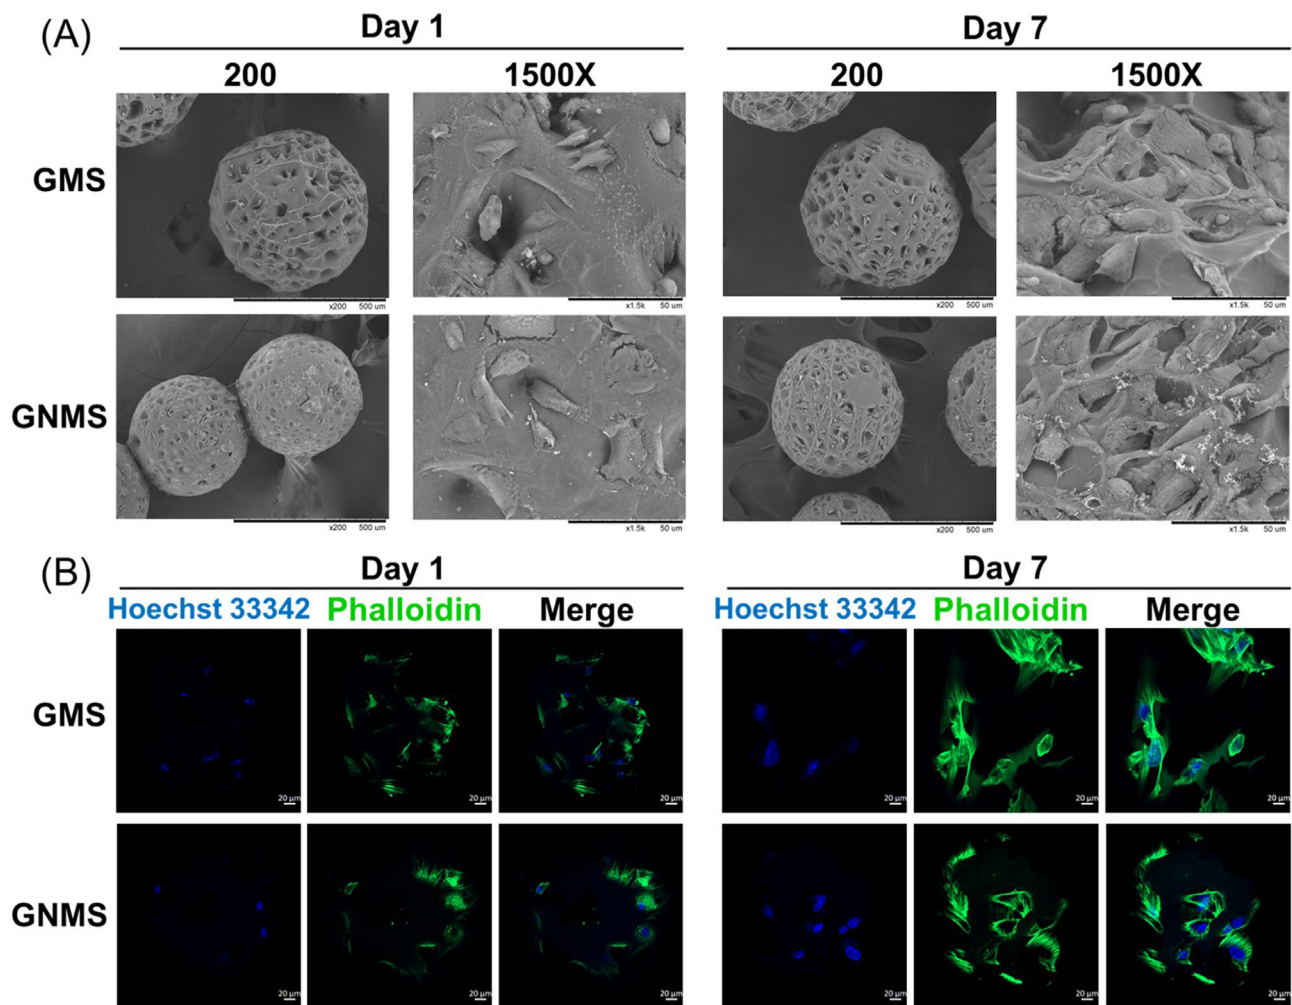 (A)
Day 1
Day 7
200
1500X
200
1500X
GMS
x200 500 um
x1.5k 50 um
x200 500 um
x1.5k 50 um
GNMS
x200 500 um
x1.5k 50 um
x200 500 um
x1.5k 50 um
(B)
Day 1
Day 7
Hoechst 33342
Phalloidin
Merge
Hoechst 33342
Phalloidin
Merge
GMS
20 µm
20 µm
20 µm
20 µm
20 µm
20 µm
GNMS
20 µm
20 µm
20 µm
20 µm
20 µm
20 µm